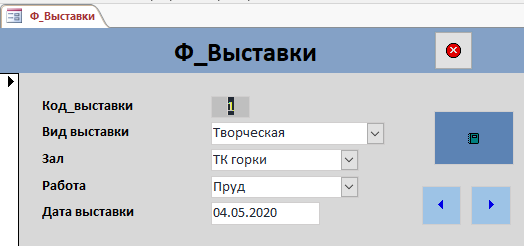 Ф_Выставки
Ф_Выставки
Код_выставки 1
Вид выставки Творческая
Зал ТК горки
Работа Пруд
Дата выставки 04.05.2020